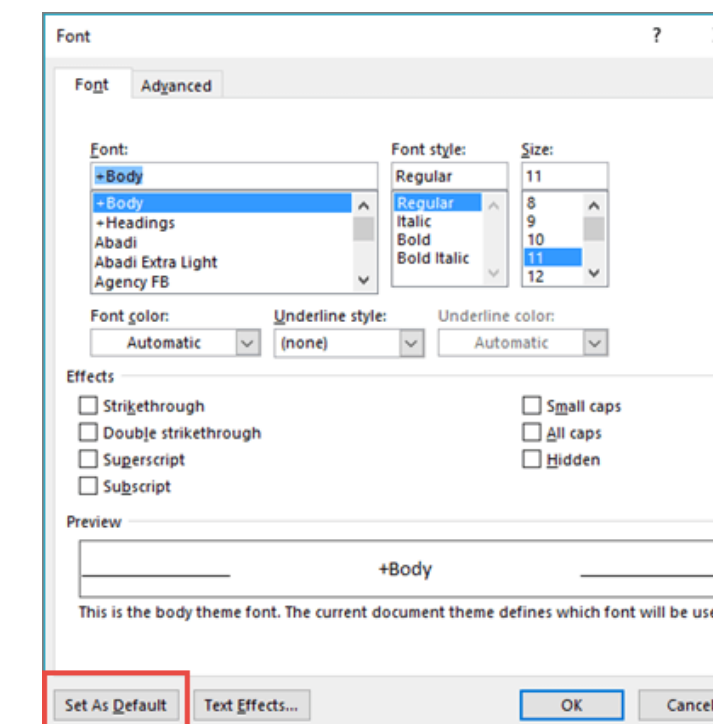 Font ?
Font Advanced
Font: Font style: Size:
+Body Regular 11
+Body Regular 8
+Headings Italic 9
Abadi Bold 10
Abadi Extra Light Bold Italic 11
Agency FB 12
Font color: Underline style: Underline color:
Automatic (none) Automatic
Effects
Strikethrough Small caps
Double strikethrough All caps
Superscript Hidden
Subscript
Preview
+Body
This is the body theme font. The current document theme defines which font will be use
Set As Default Text Effects... OK Cancel